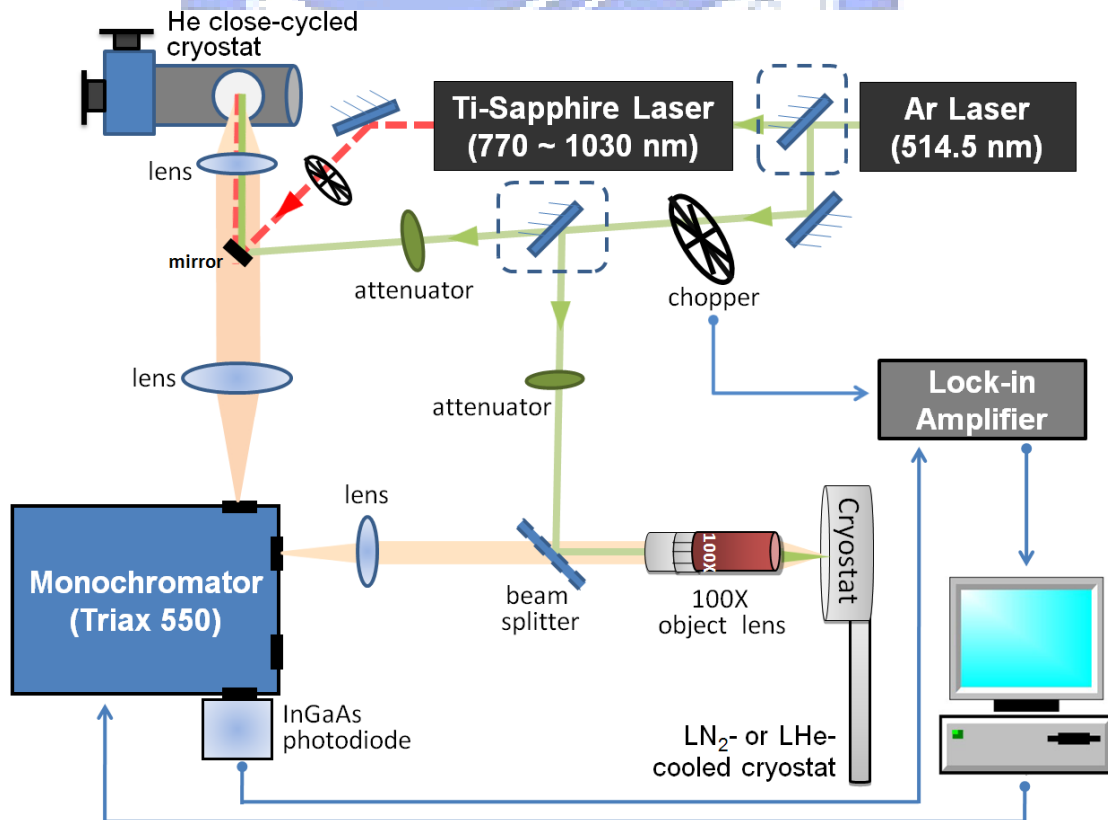 He close-cycled
cryostat
Ti-Sapphire Laser
(770 ~ 1030 nm)
Ar Laser
(514.5 nm)
lens
mirror
attenuator
chopper
lens
attenuator
Lock-in
Amplifier
lens
Cryostat
100X
Monochromator
(Triax 550)
beam
splitter
100X
object lens
InGaAs
photodiode
LN₂- or LHe-
cooled cryostat